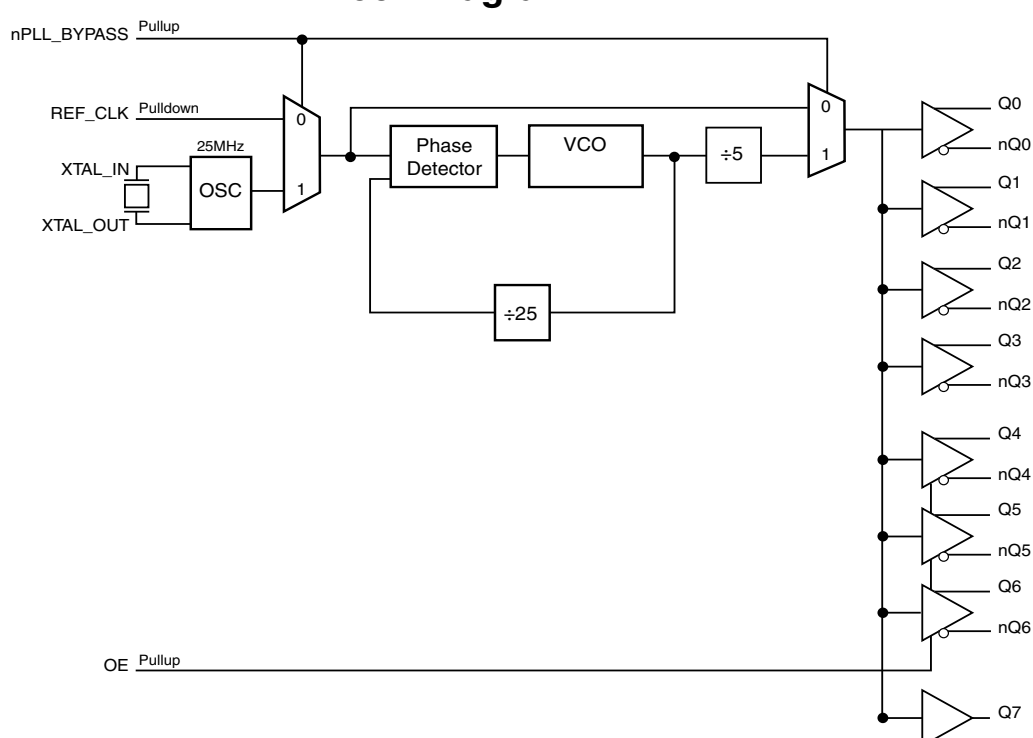 nPLL_BYPASS Pullup
REF_CLK Pulldown
0
0
1
25MHz
XTAL_IN
OSC
1
XTAL_OUT
Phase
Detector
VCO
÷5
÷25
Q0
nQ0
Q1
nQ1
Q2
nQ2
Q3
nQ3
Q4
nQ4
Q5
nQ5
Q6
nQ6
OE Pullup
Q7